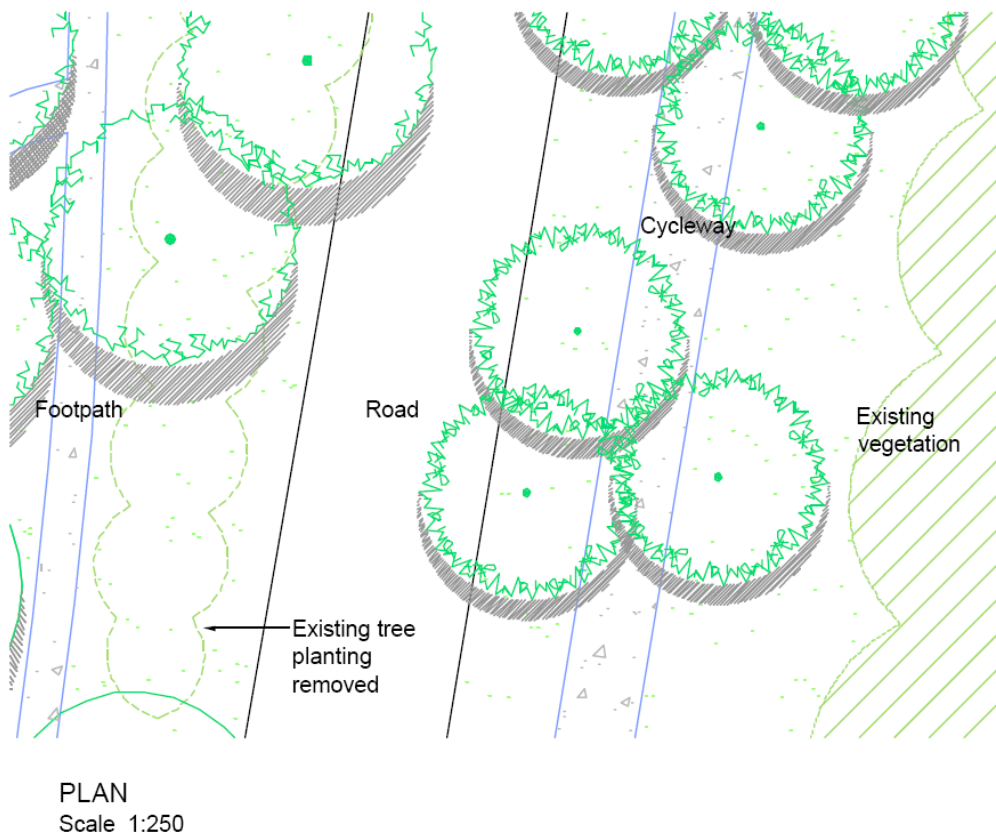 Cycleway
Footpath
Road
Existing
vegetation
Existing tree
planting
removed
PLAN
Scale 1:250